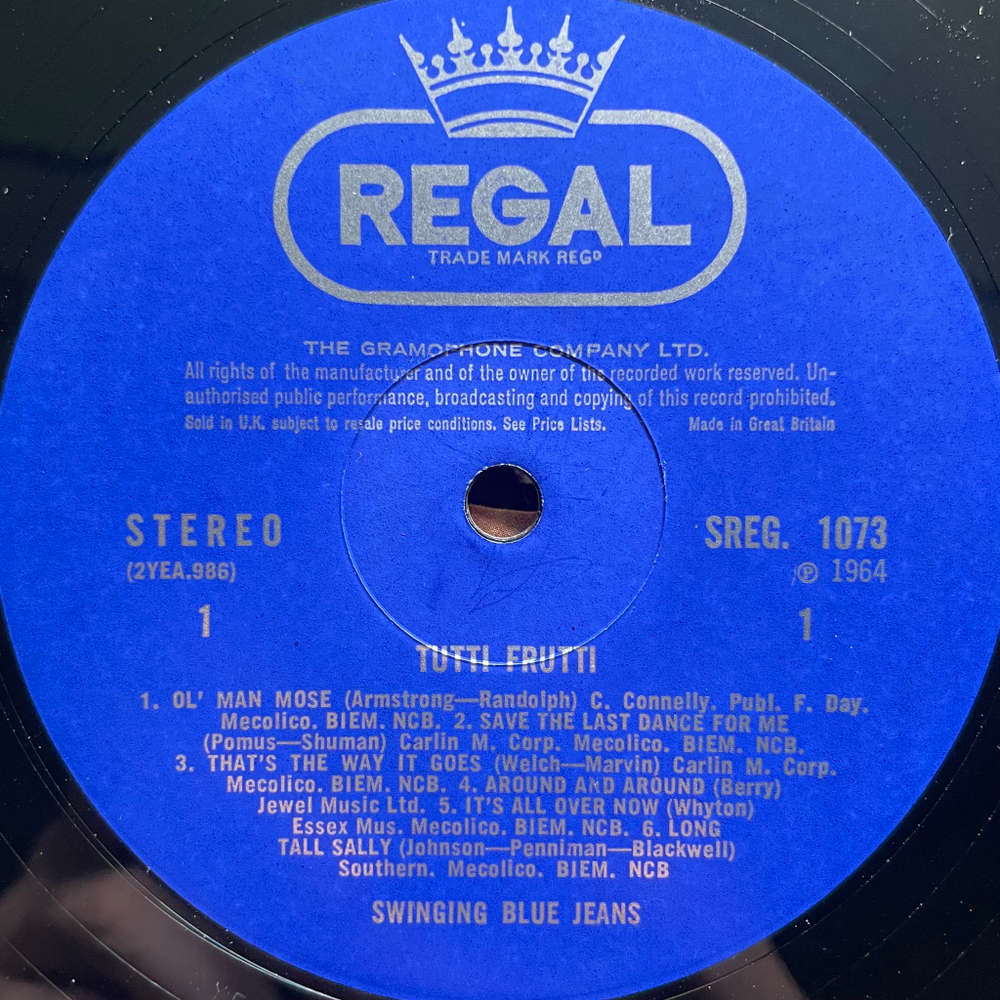 REGAL
TRADE MARK REGD
THE GRAMOPHONE COMPANY LTD.
All rights of the manufacturer and of the owner of the recorded work reserved. Un-
authorised public performance, broadcasting and copying of this record prohibited.
Sold in U.K. subject to resale price conditions. See Price Lists. Made in Great Britain
STEREO SREG. 1073
(2YEA.986) ℗ 1964
1 1
TUTTI FRUTTI
1. OL' MAN MOSE (Armstrong—Randolph) C. Connelly. Publ. F. Day.
Mecolico. BIEM. NCB. 2. SAVE THE LAST DANCE FOR ME
(Pomus—Shuman) Carlin M. Corp. Mecolico. BIEM. NCB.
3. THAT'S THE WAY IT GOES (Welch—Marvin) Carlin M. Corp.
Mecolico. BIEM. NCB. 4. AROUND AND AROUND (Berry)
Jewel Music Ltd. 5. IT'S ALL OVER NOW (Whyton)
Essex Mus. Mecolico. BIEM. NCB. 6. LONG
TALL SALLY (Johnson—Penniman—Blackwell)
Southern. Mecolico. BIEM. NCB
SWINGING BLUE JEANS